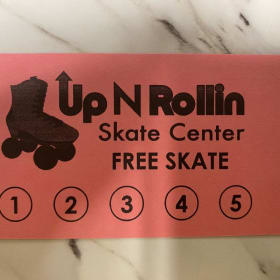 Up N Rollin
Skate Center
FREE SKATE
1 2 3 4 5